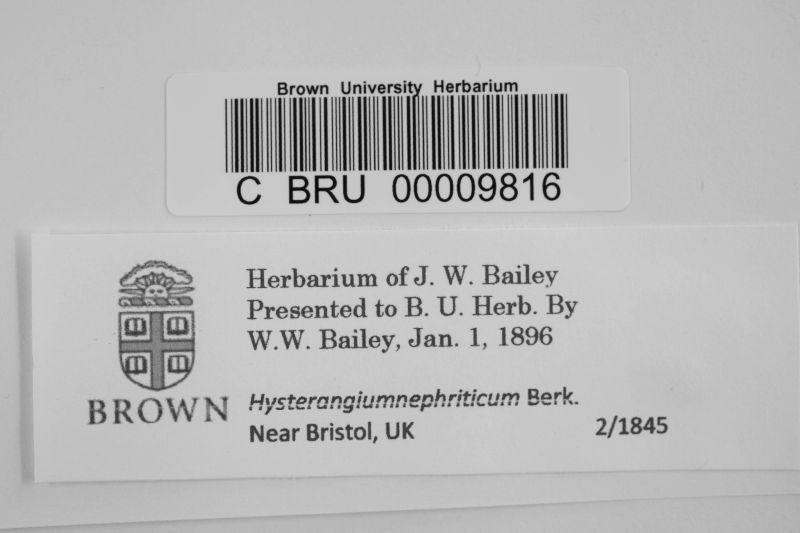 Brown University Herbarium
C BRU 00009816
Herbarium of J. W. Bailey
Presented to B. U. Herb. By
W.W. Bailey, Jan. 1, 1896
BROWN
Hysterangiumnephriticum Berk.
Near Bristol, UK 2/1845